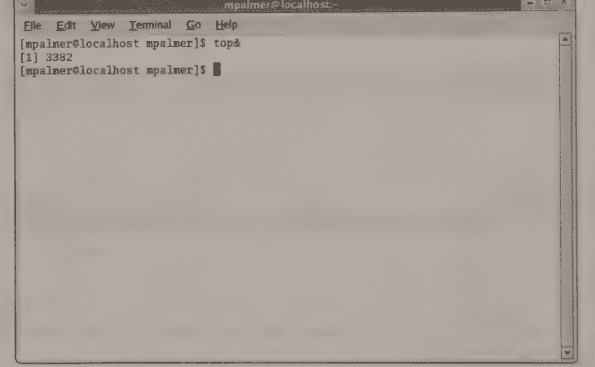 mpalmer@localhost:~
File Edit View Terminal Go Help
[mpalmer@localhost mpalmer]$ top&
[1] 3382
[mpalmer@localhost mpalmer]$